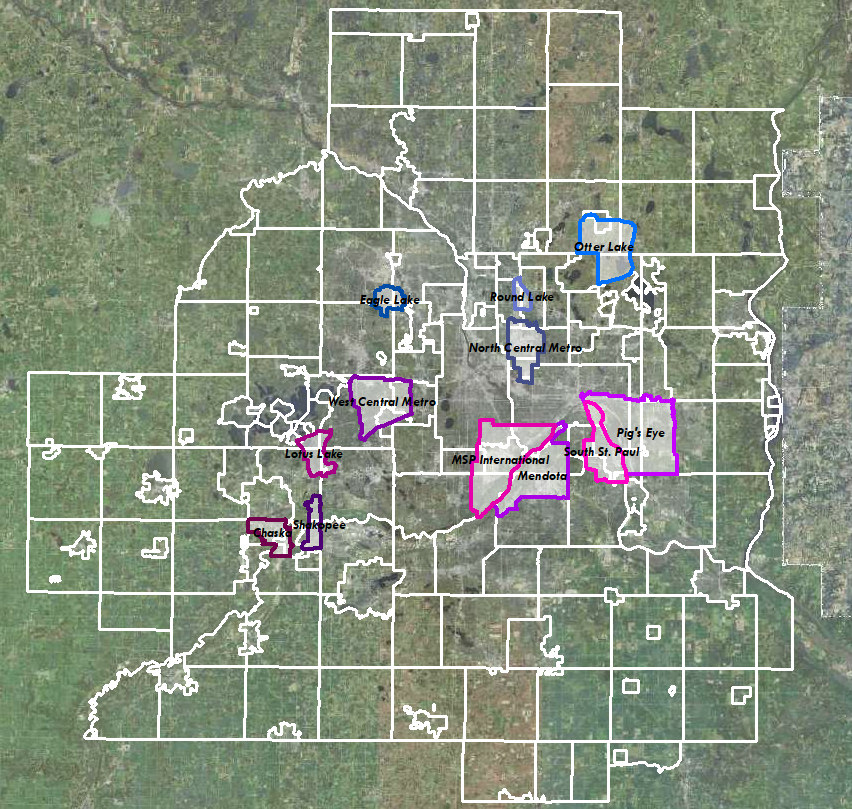 Otter Lake
Eagle Lake
Round Lake
North Central Metro
West Central Metro
Pig's Eye
Lotus Lake
South St. Paul
MSP International
Mendota
Shakopee
Chaska